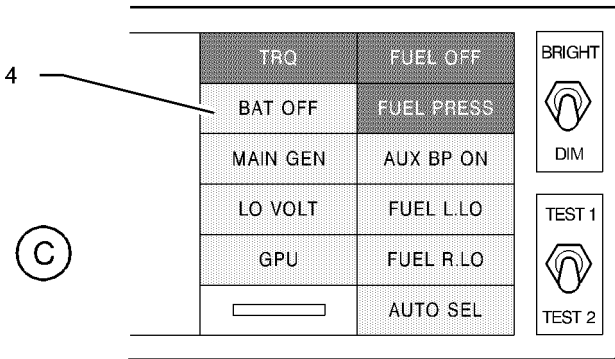 TRQ FUEL OFF BRIGHT
4 BAT OFF FUEL PRESS
MAIN GEN AUX BP ON DIM
LO VOLT FUEL L.LO TEST 1
C GPU FUEL R.LO
AUTO SEL TEST 2